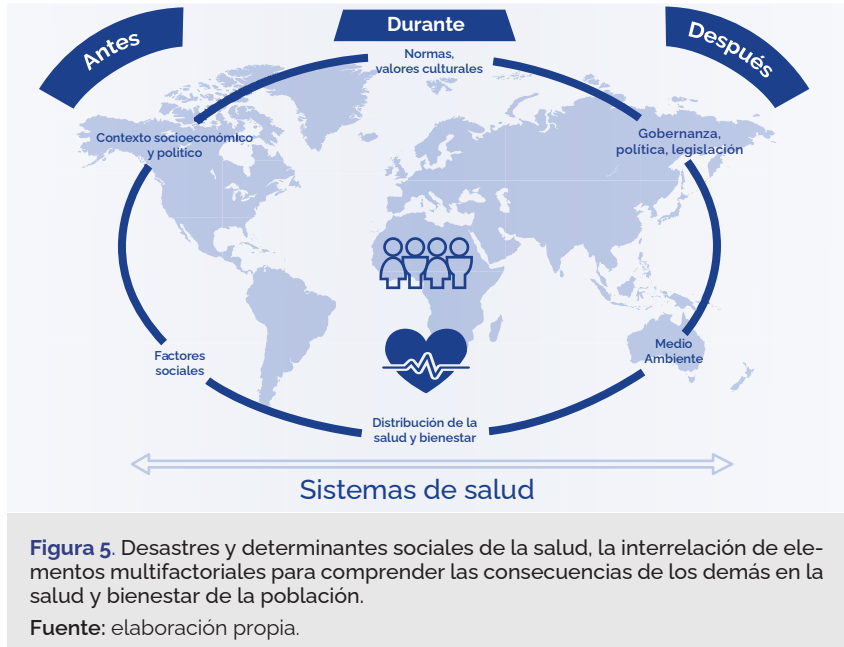 Antes
Durante
Después
Normas,
valores culturales
Contexto socioeconómico
y politico
Gobernanza,
política, legislación
Factores
sociales
Medio
Ambiente
Distribución de la
salud y bienestar
Sistemas de salud
Figura 5. Desastres y determinantes sociales de la salud, la interrelación de ele-
mentos multifactoriales para comprender las consecuencias de los demás en la
salud y bienestar de la población.
Fuente: elaboración propia.